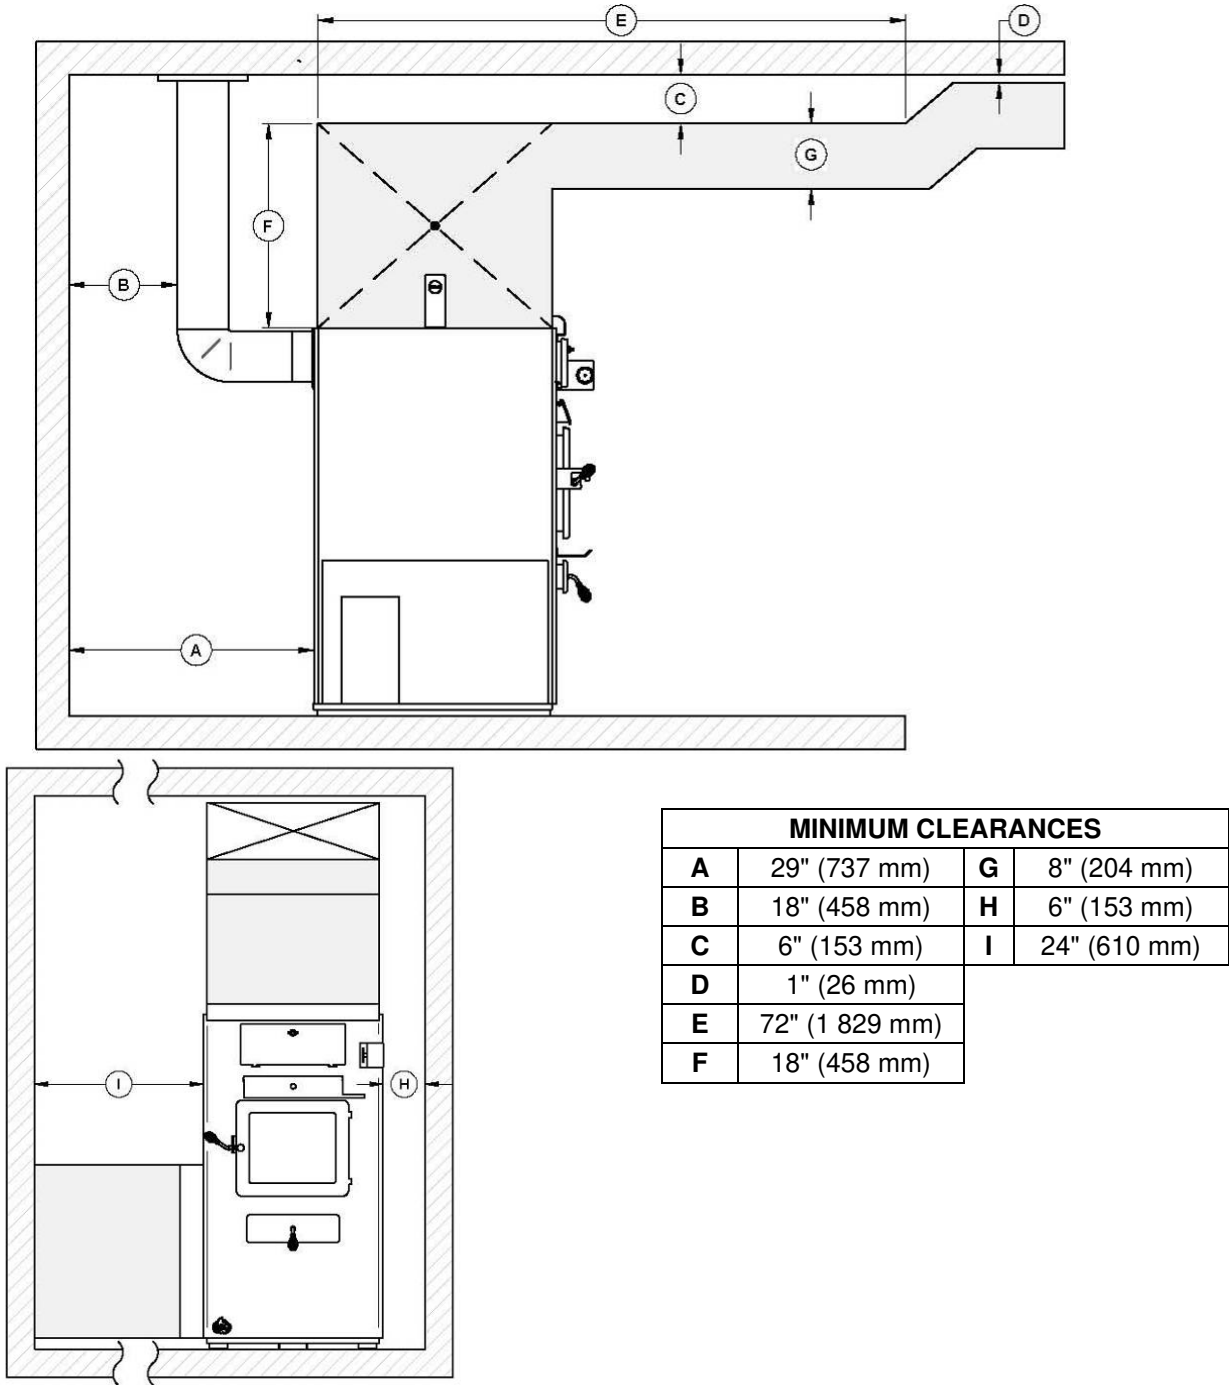 E
D
C
G
F
B
A
I
H
MINIMUM CLEARANCES
A 29" (737 mm) G 8" (204 mm)
B 18" (458 mm) H 6" (153 mm)
C 6" (153 mm) I 24" (610 mm)
D 1" (26 mm)
E 72" (1 829 mm)
F 18" (458 mm)